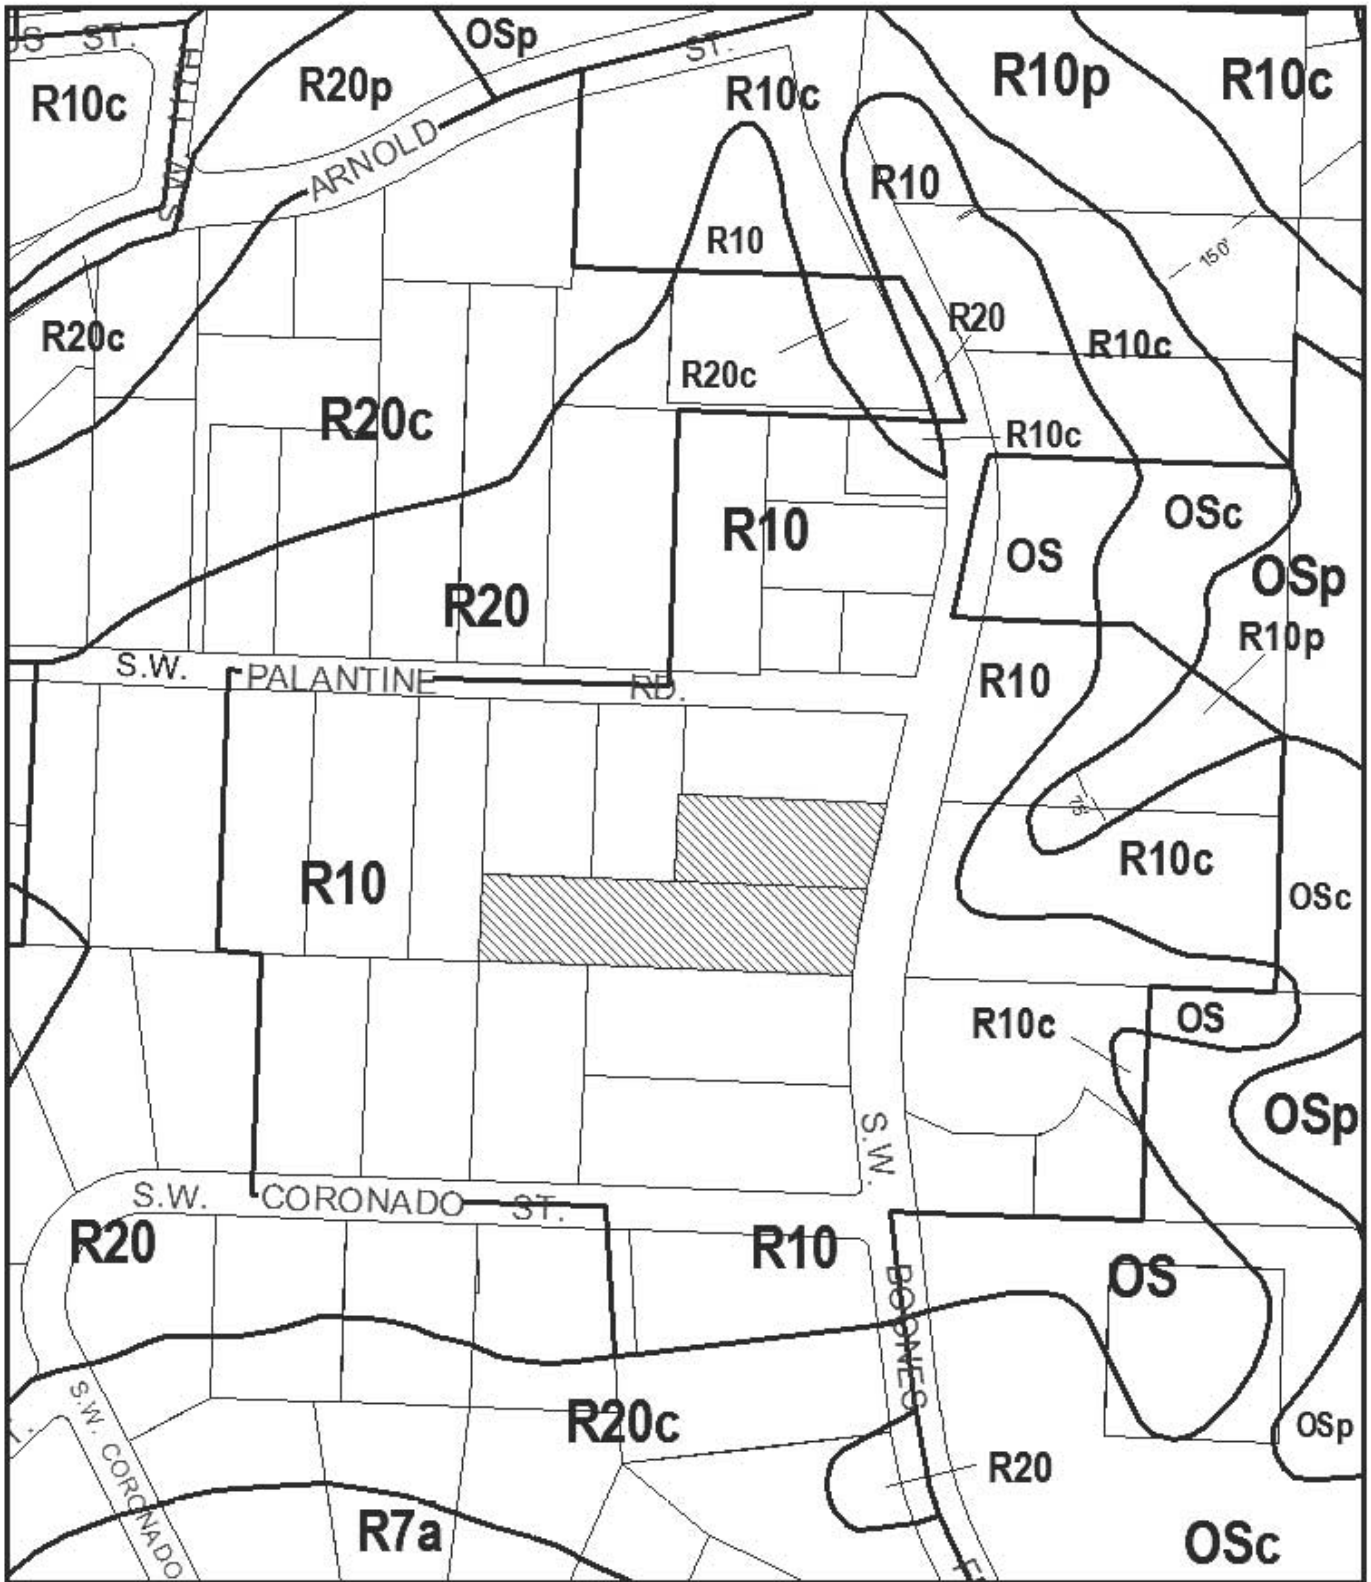 ST.
OSp
ST.
R10c
S.W. 11TH
R20p
R10c
R10p
R10c
ARNOLD
R10
R10
150'
R20c
R20
R10c
R20c
R20c
R10c
R10
OS
OSc
OSp
R20
R10p
R10
S.W. PALANTINE RD.
75'
R10
R10c
OSc
R10c
OS
OSp
S.W.
S.W. CORONADO ST.
R20
R10
OS
BOONES
S.W. CORONADO
R20c
OSp
R20
R7a
OSc